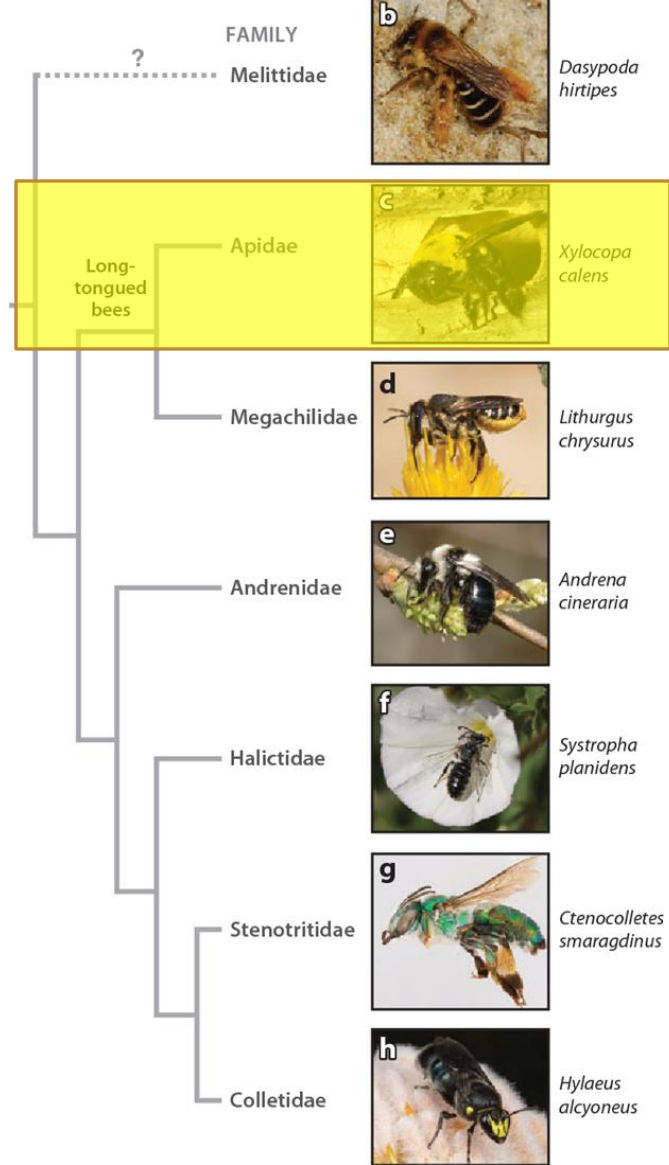 FAMILY
?
Melittidae
b
Dasypoda
hirtipes
Long-
tongued
bees
Apidae
c
Xylocopa
calens
Megachilidae
d
Lithurgus
chrysurus
Andrenidae
e
Andrena
cineraria
Halictidae
f
Systropha
planidens
Stenotritidae
g
Ctenocolletes
smaragdinus
Colletidae
h
Hylaeus
alcyoneus